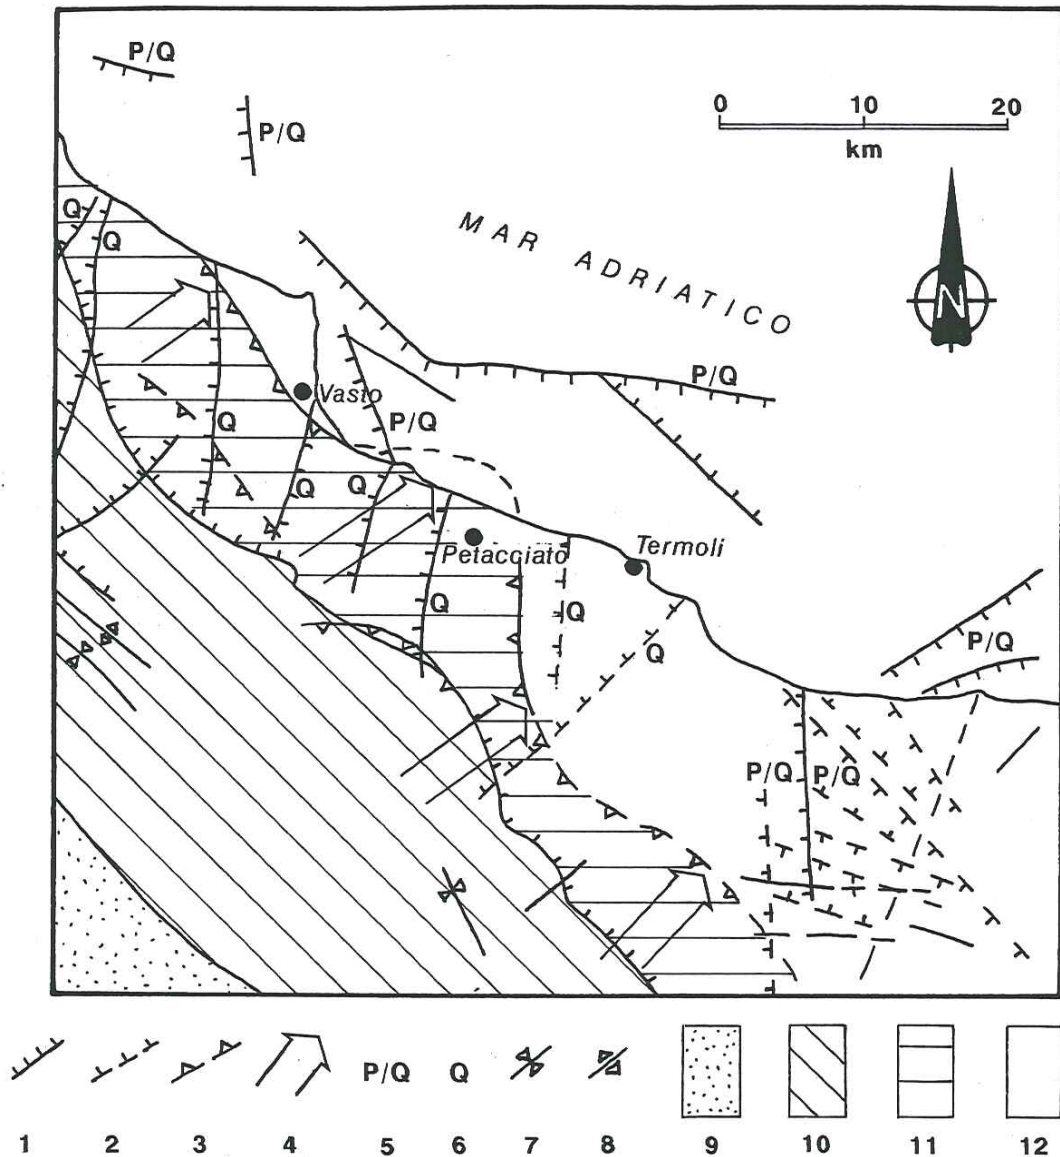 P/Q
P/Q
0 10 20
km
MAR ADRIATICO
N
Q
Q
Vasto
P/Q
P/Q
Q
Q
Q
Petacciato
Termoli
Q
Q
Q
P/Q
P/Q
P/Q
P/Q Q
1 2 3 4 5 6 7 8 9 10 11 12